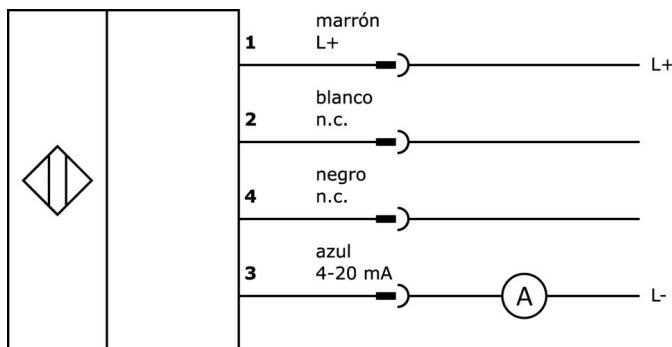 marrón
1 L+
L+
blanco
2 n.c.
negro
4 n.c.
azul
3 4-20 mA
A
L-